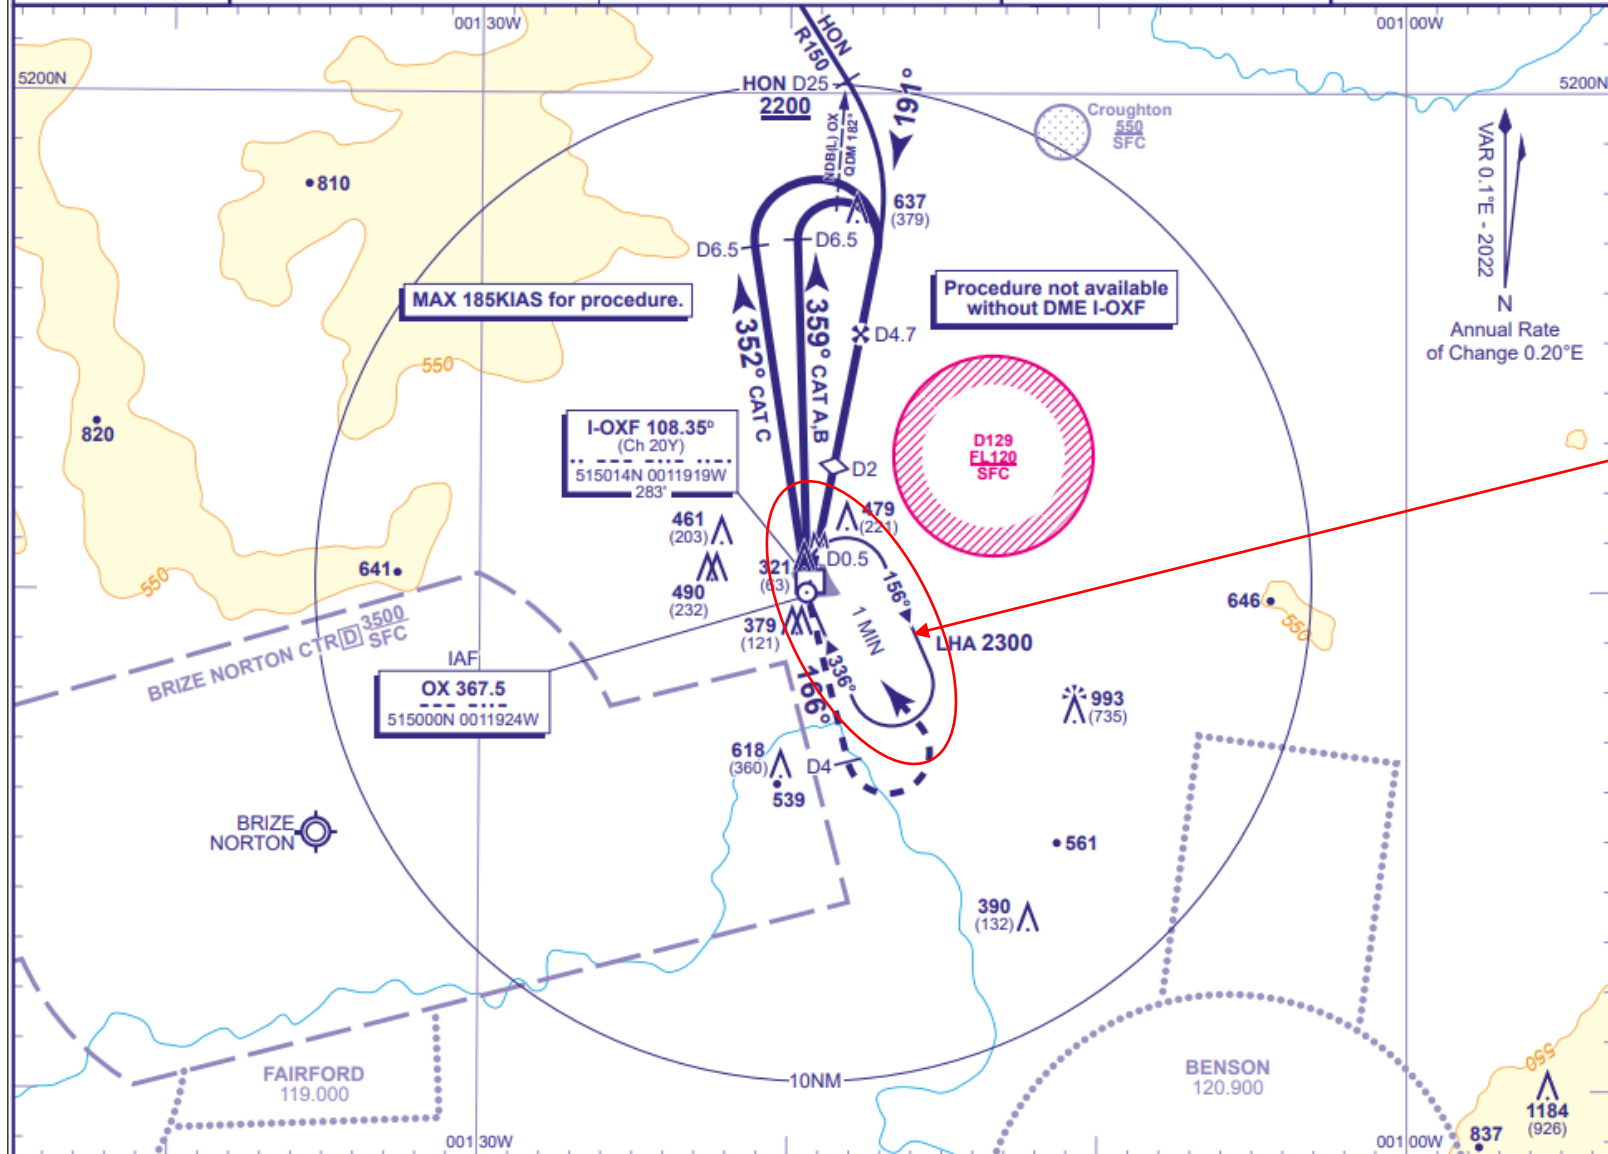 001 30W
001 00W
5200N
5200N
HON
R150
HON D25
2200
191°
NDB(L) OX
QDM 182°
Croughton
550
SFC
VAR 0.1°E - 2022
N
Annual Rate
of Change 0.20°E
810
637
(379)
D6.5
D6.5
MAX 185KIAS for procedure.
Procedure not available
without DME I-OXF
D4.7
352° CAT C
359° CAT A,B
550
820
I-OXF 108.35D
(Ch 20Y)
515014N 0011919W
283'
D129
FL120
SFC
D2
461
(203)
479
(221)
D0.5
321
(63)
641
550
490
(232)
379
(121)
156°
1 MIN
336°
166°
LHA 2300
646
550
BRIZE NORTON CTR D 3500
SFC
IAF
OX 367.5
515000N 0011924W
993
(735)
618
(360)
D4
539
BRIZE
NORTON
561
390
(132)
10NM
FAIRFORD
119.000
BENSON
120.900
550
1184
(926)
837
001 30W
001 00W